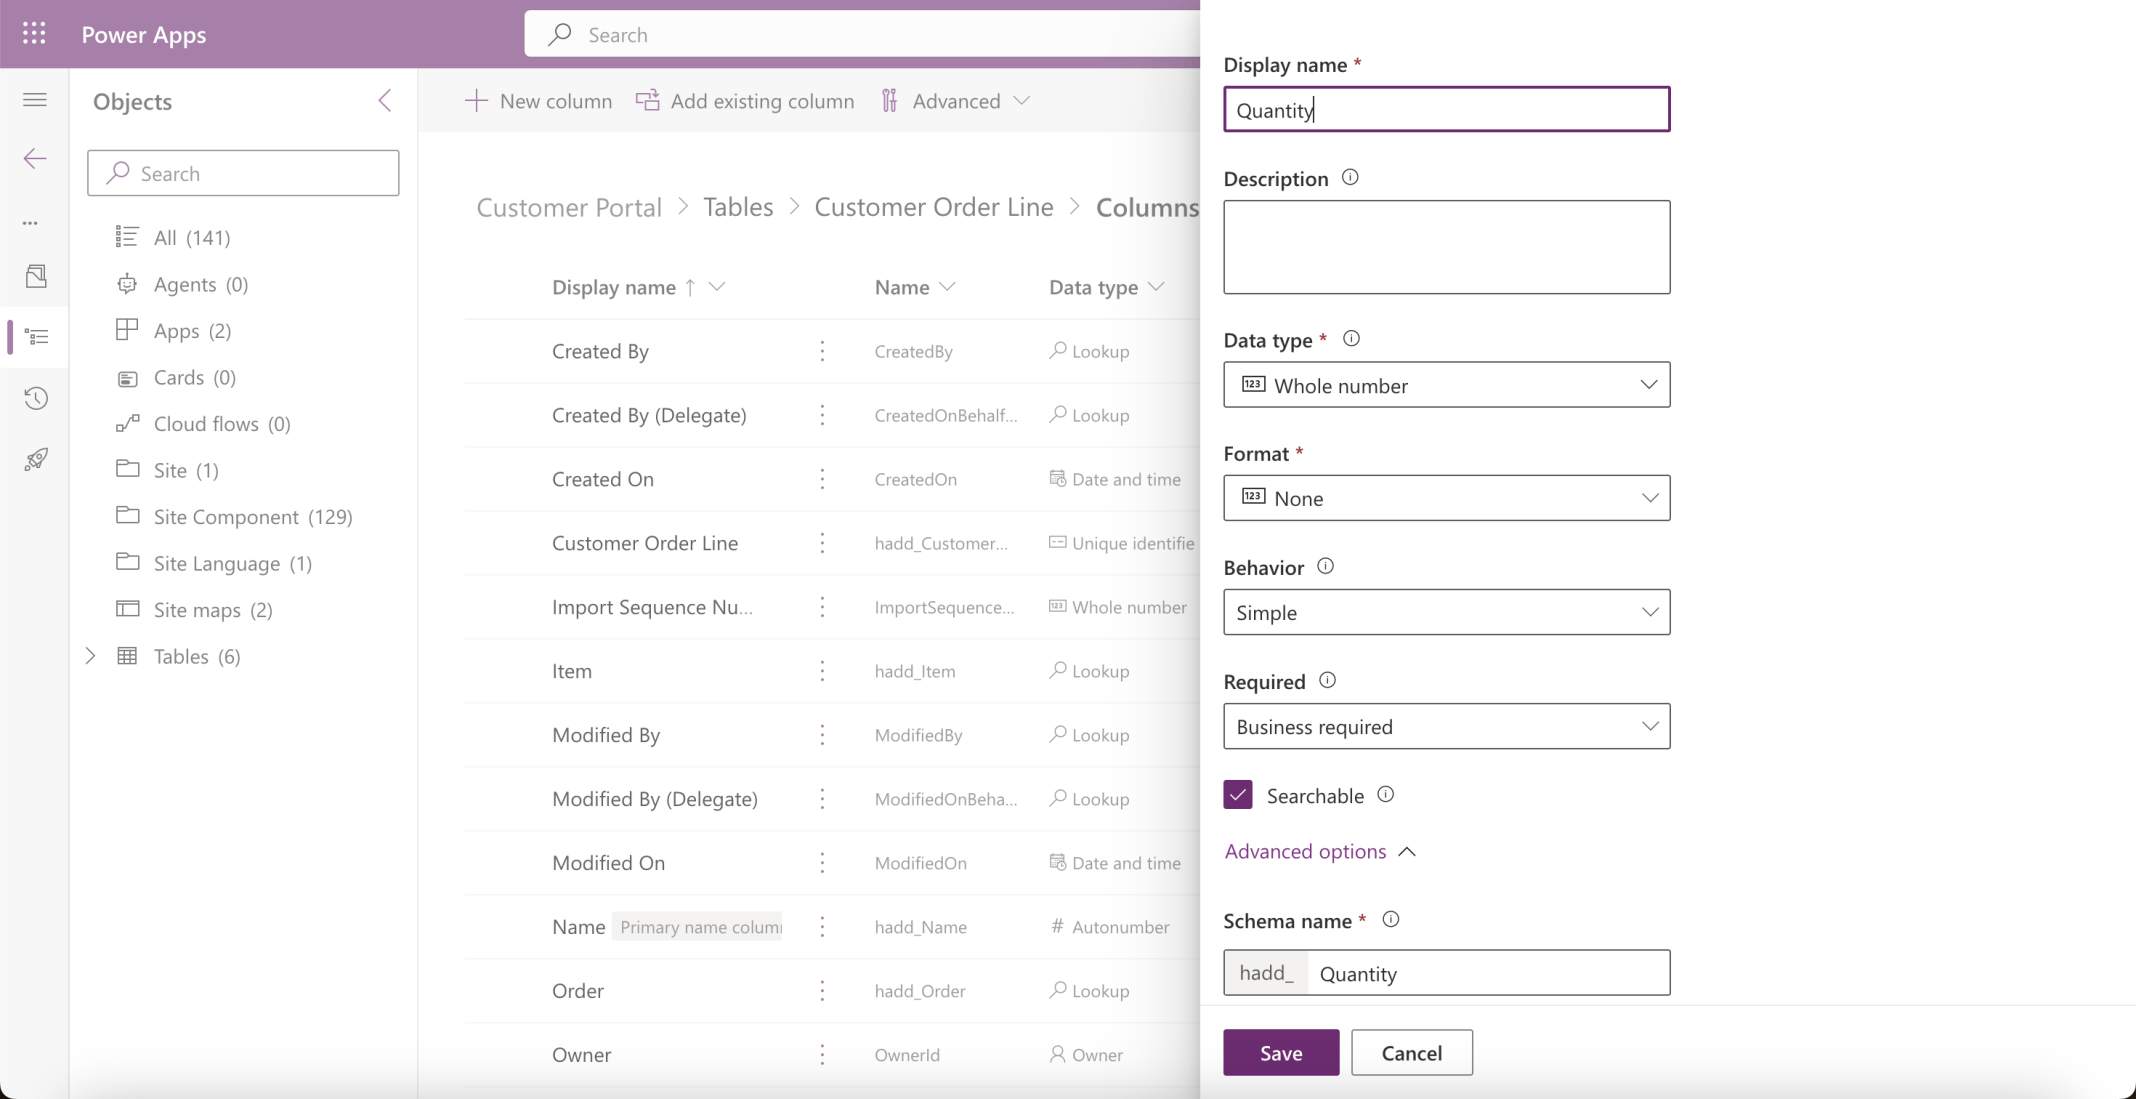 Power Apps
Search
Objects
Search
All (141)
Agents (0)
Apps (2)
Cards (0)
Cloud flows (0)
Site (1)
Site Component (129)
Site Language (1)
Site maps (2)
Tables (6)
New column
Add existing column
Advanced
Customer Portal > Tables > Customer Order Line > Columns
Display name ↑ Name Data type
Created By CreatedBy Lookup
Created By (Delegate) CreatedOnBehalf... Lookup
Created On CreatedOn Date and time
Customer Order Line hadd_Customer... Unique identifie
Import Sequence Nu... ImportSequence... Whole number
Item hadd_Item Lookup
Modified By ModifiedBy Lookup
Modified By (Delegate) ModifiedOnBeha... Lookup
Modified On ModifiedOn Date and time
Name Primary name colum hadd_Name # Autonumber
Order hadd_Order Lookup
Owner OwnerId Owner
Display name *
Quantity
Description
Data type *
123 Whole number
Format *
123 None
Behavior
Simple
Required
Business required
Searchable
Advanced options
Schema name *
hadd_ Quantity
Save Cancel